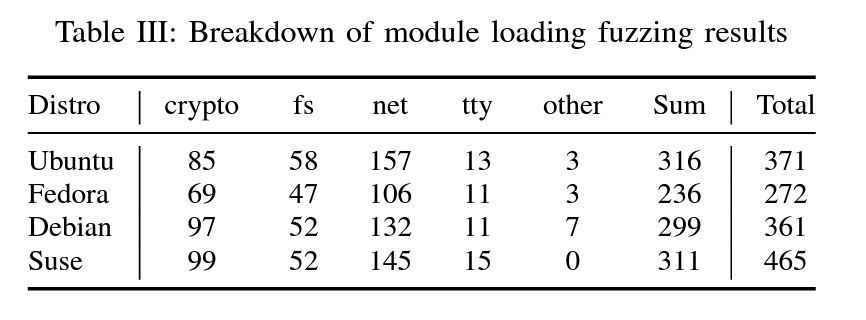 Table III: Breakdown of module loading fuzzing results
Distro crypto fs net tty other Sum Total
Ubuntu 85 58 157 13 3 316 371
Fedora 69 47 106 11 3 236 272
Debian 97 52 132 11 7 299 361
Suse 99 52 145 15 0 311 465